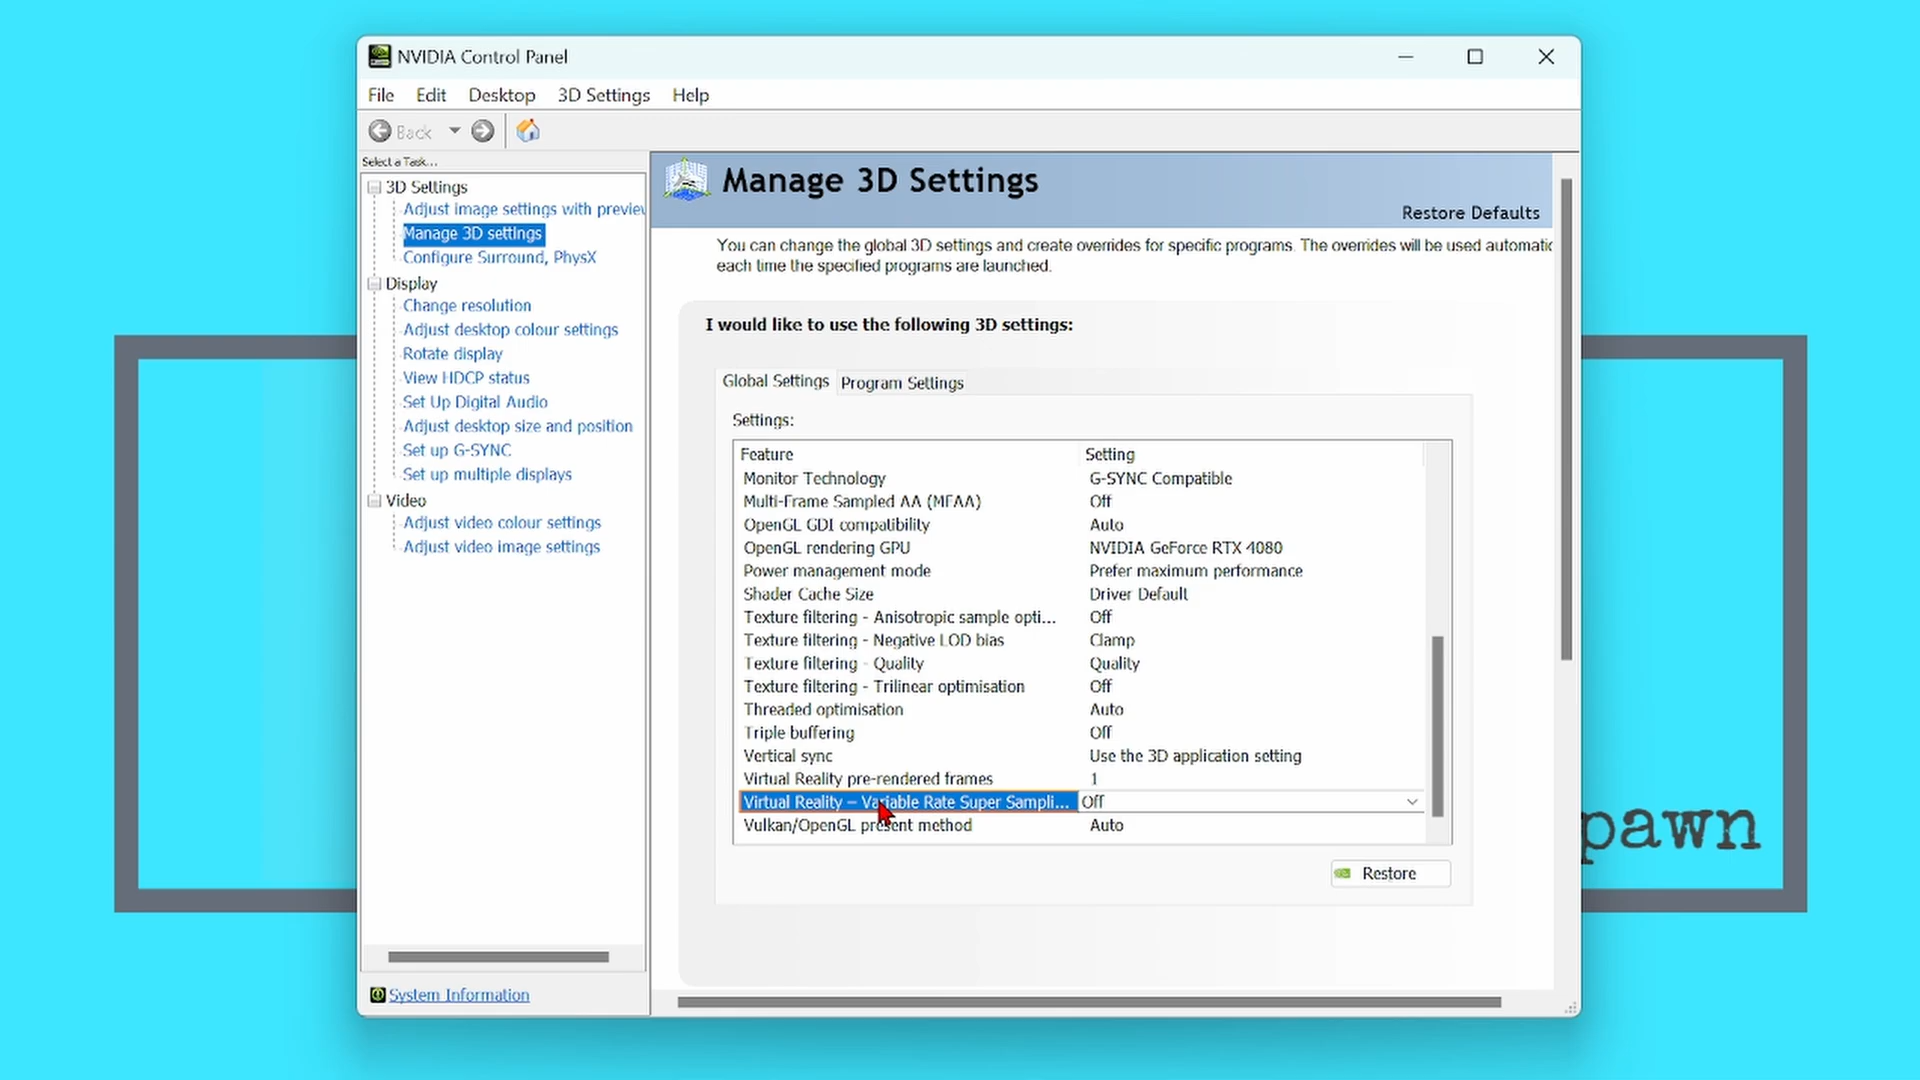 NVIDIA Control Panel
File Edit Desktop 3D Settings Help
Back
Select a Task...
3D Settings
Adjust image settings with preview
Manage 3D settings
Configure Surround, PhysX
Display
Change resolution
Adjust desktop colour settings
Rotate display
View HDCP status
Set Up Digital Audio
Adjust desktop size and position
Set up G-SYNC
Set up multiple displays
Video
Adjust video colour settings
Adjust video image settings
System Information
Manage 3D Settings
Restore Defaults
You can change the global 3D settings and create overrides for specific programs. The overrides will be used automatic
each time the specified programs are launched.
I would like to use the following 3D settings:
Global Settings Program Settings
Settings:
Feature Setting
Monitor Technology G-SYNC Compatible
Multi-Frame Sampled AA (MFAA) Off
OpenGL GDI compatibility Auto
OpenGL rendering GPU NVIDIA GeForce RTX 4080
Power management mode Prefer maximum performance
Shader Cache Size Driver Default
Texture filtering - Anisotropic sample opti... Off
Texture filtering - Negative LOD bias Clamp
Texture filtering - Quality Quality
Texture filtering - Trilinear optimisation Off
Threaded optimisation Auto
Triple buffering Off
Vertical sync Use the 3D application setting
Virtual Reality pre-rendered frames 1
Virtual Reality – Variable Rate Super Sampli... Off
Vulkan/OpenGL present method Auto
Restore
pawn